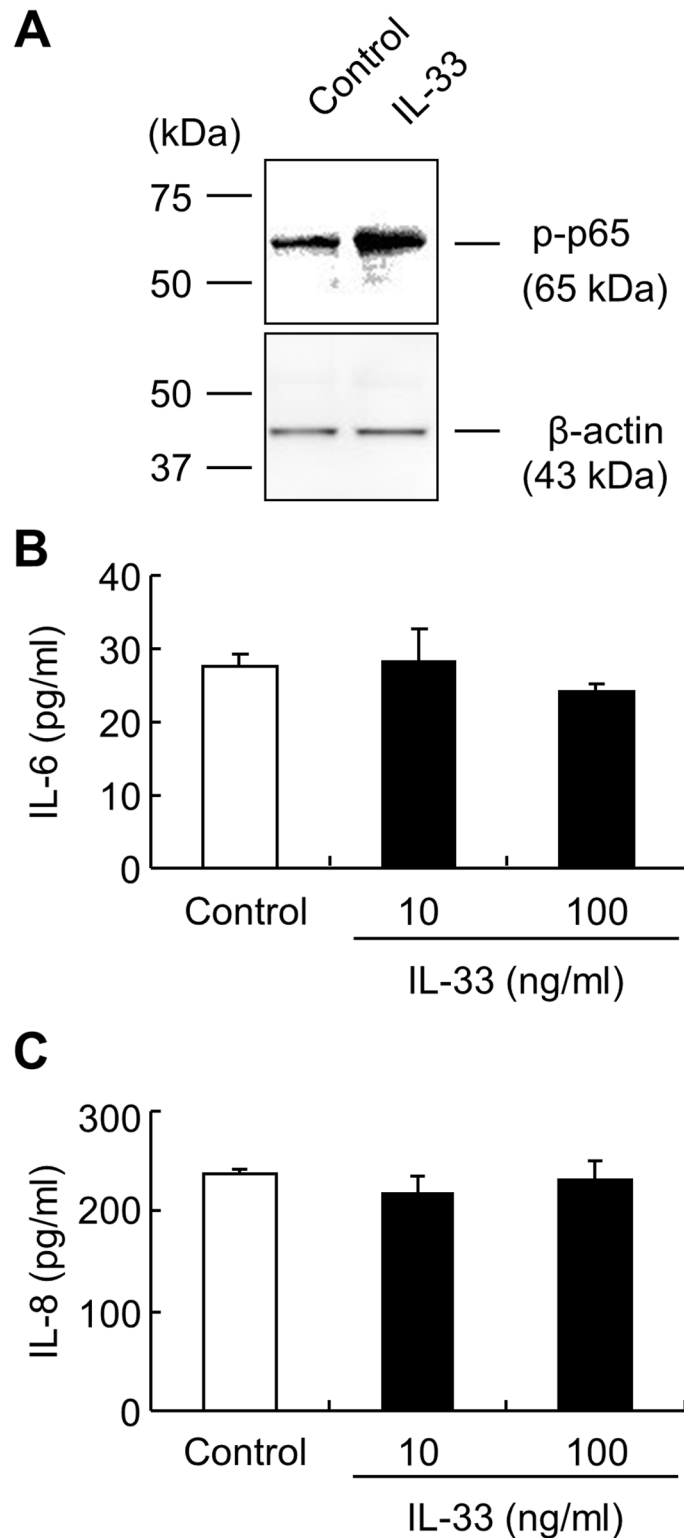 A
Control
IL-33
(kDa)
75
p-p65
50
(65 kDa)
50
β-actin
37
(43 kDa)
B
40
30
20
10
0
IL-6 (pg/ml)
Control
10
100
IL-33 (ng/ml)
C
300
200
100
0
IL-8 (pg/ml)
Control
10
100
IL-33 (ng/ml)